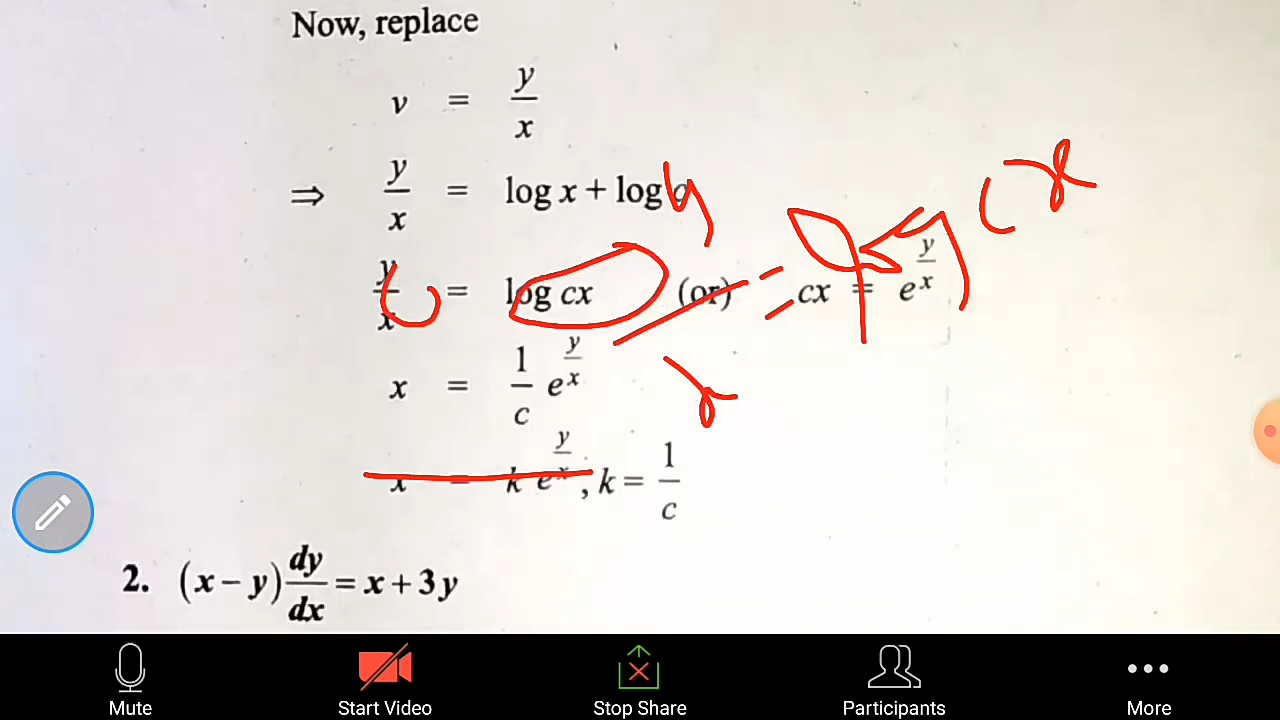 Now, replace
v = y/x
⇒ y/x = log x + log c
y/x = log cx (or) cx = e^(y/x)
x = 1/c e^(y/x)
x = k e^(y/x), k = 1/c
2. (x – y) dy/dx = x + 3y
Mute Start Video Stop Share Participants More